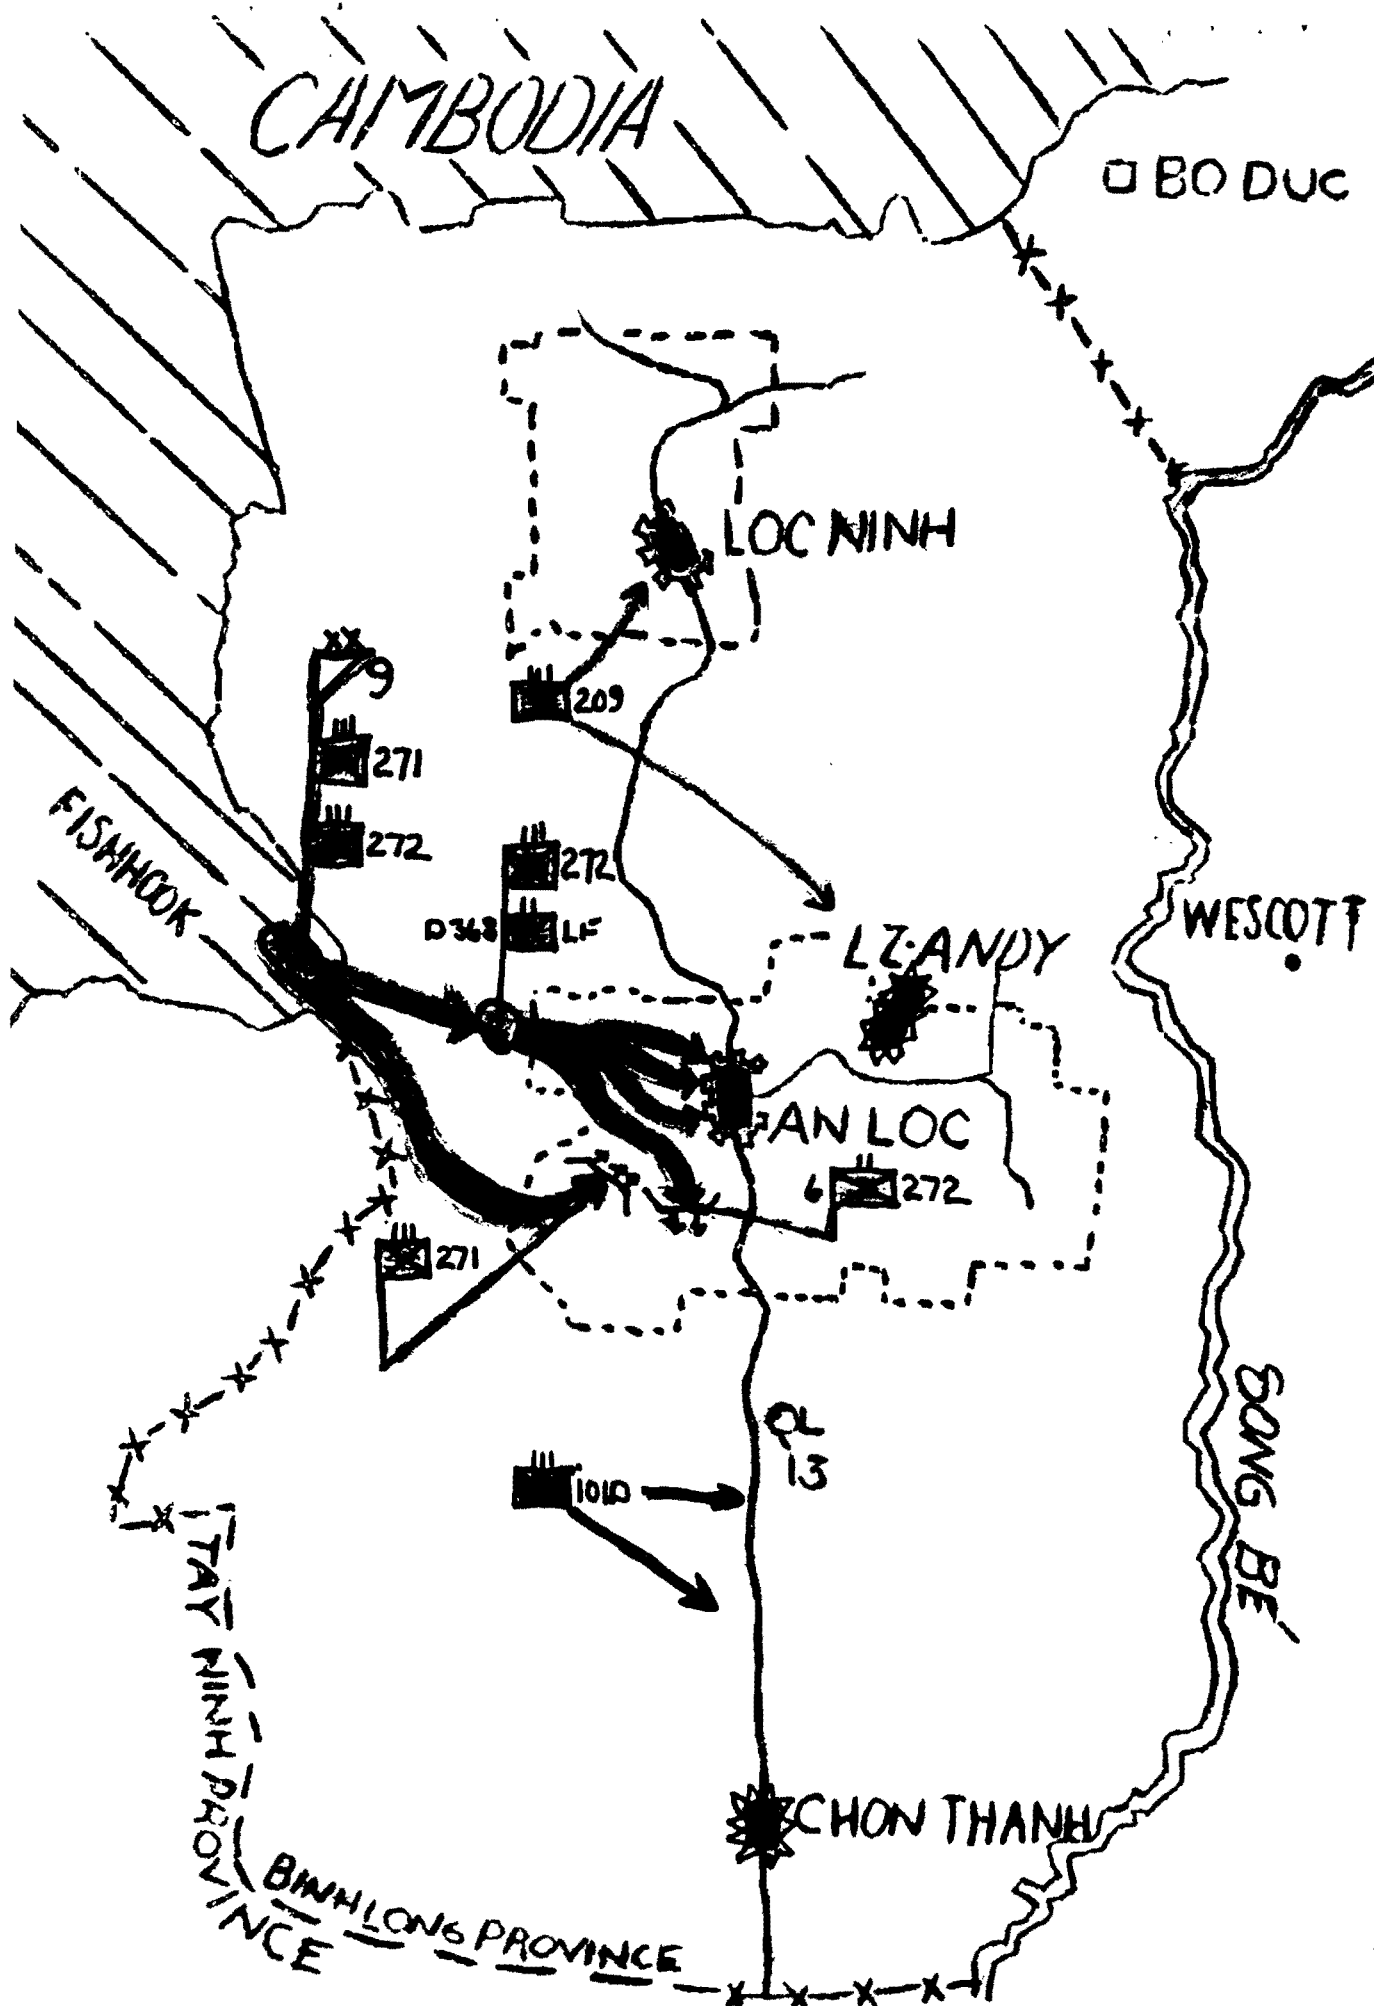 CAMBODIA
BO DUC
LOC NINH
XX
9
209
271
272
FISHHOOK
272
D 368 LF
WESCOTT
LZ ANDY
AN LOC
6 272
271
QL
13
SONG BE
101D
TAY NINH PROVINCE
CHON THANH
BINH LONG PROVINCE